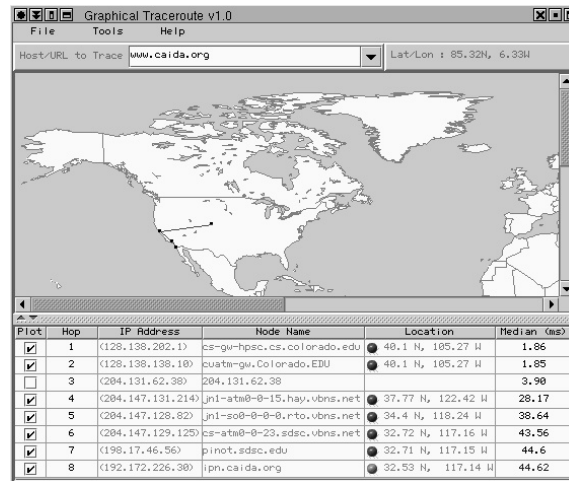 Graphical Traceroute v1.0
File Tools Help
Host/URL to Trace www.caida.org Lat/Lon : 85.32N, 6.33W
Plot Hop IP Address Node Name Location Median (ms)
1 (128.138.202.1) cs-gw-hpsc.cs.colorado.edu 40.1 N, 105.27 W 1.86
2 (128.138.138.10) cuatm-gw.Colorado.EDU 40.1 N, 105.27 W 1.85
3 (204.131.62.38) 204.131.62.38 3.90
4 (204.147.131.214) jn1-atm0-0-15.hay.vbns.net 37.77 N, 122.42 W 28.17
5 (204.147.128.82) jn1-so0-0-0-0.rto.vbns.net 34.4 N, 118.24 W 38.64
6 (204.147.129.125) cs-atm0-0-23.sdsc.vbns.net 32.72 N, 117.16 W 43.56
7 (198.17.46.56) pinot.sdsc.edu 32.71 N, 117.15 W 44.6
8 (192.172.226.30) ipn.caida.org 32.53 N, 117.14 W 44.62